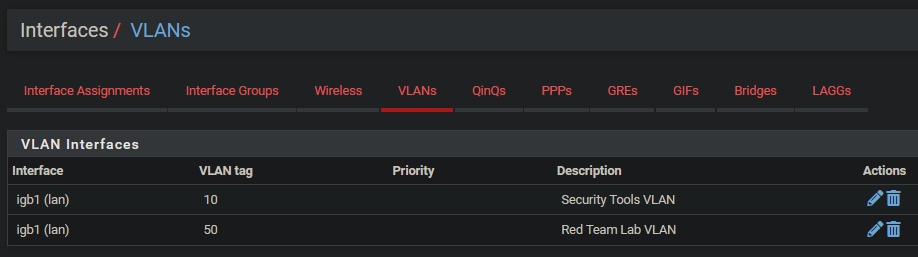 Interfaces / VLANs
Interface Assignments Interface Groups Wireless VLANs QinQs PPPs GREs GIFs Bridges LAGGs
VLAN Interfaces
Interface VLAN tag Priority Description Actions
igb1 (lan) 10 Security Tools VLAN
igb1 (lan) 50 Red Team Lab VLAN